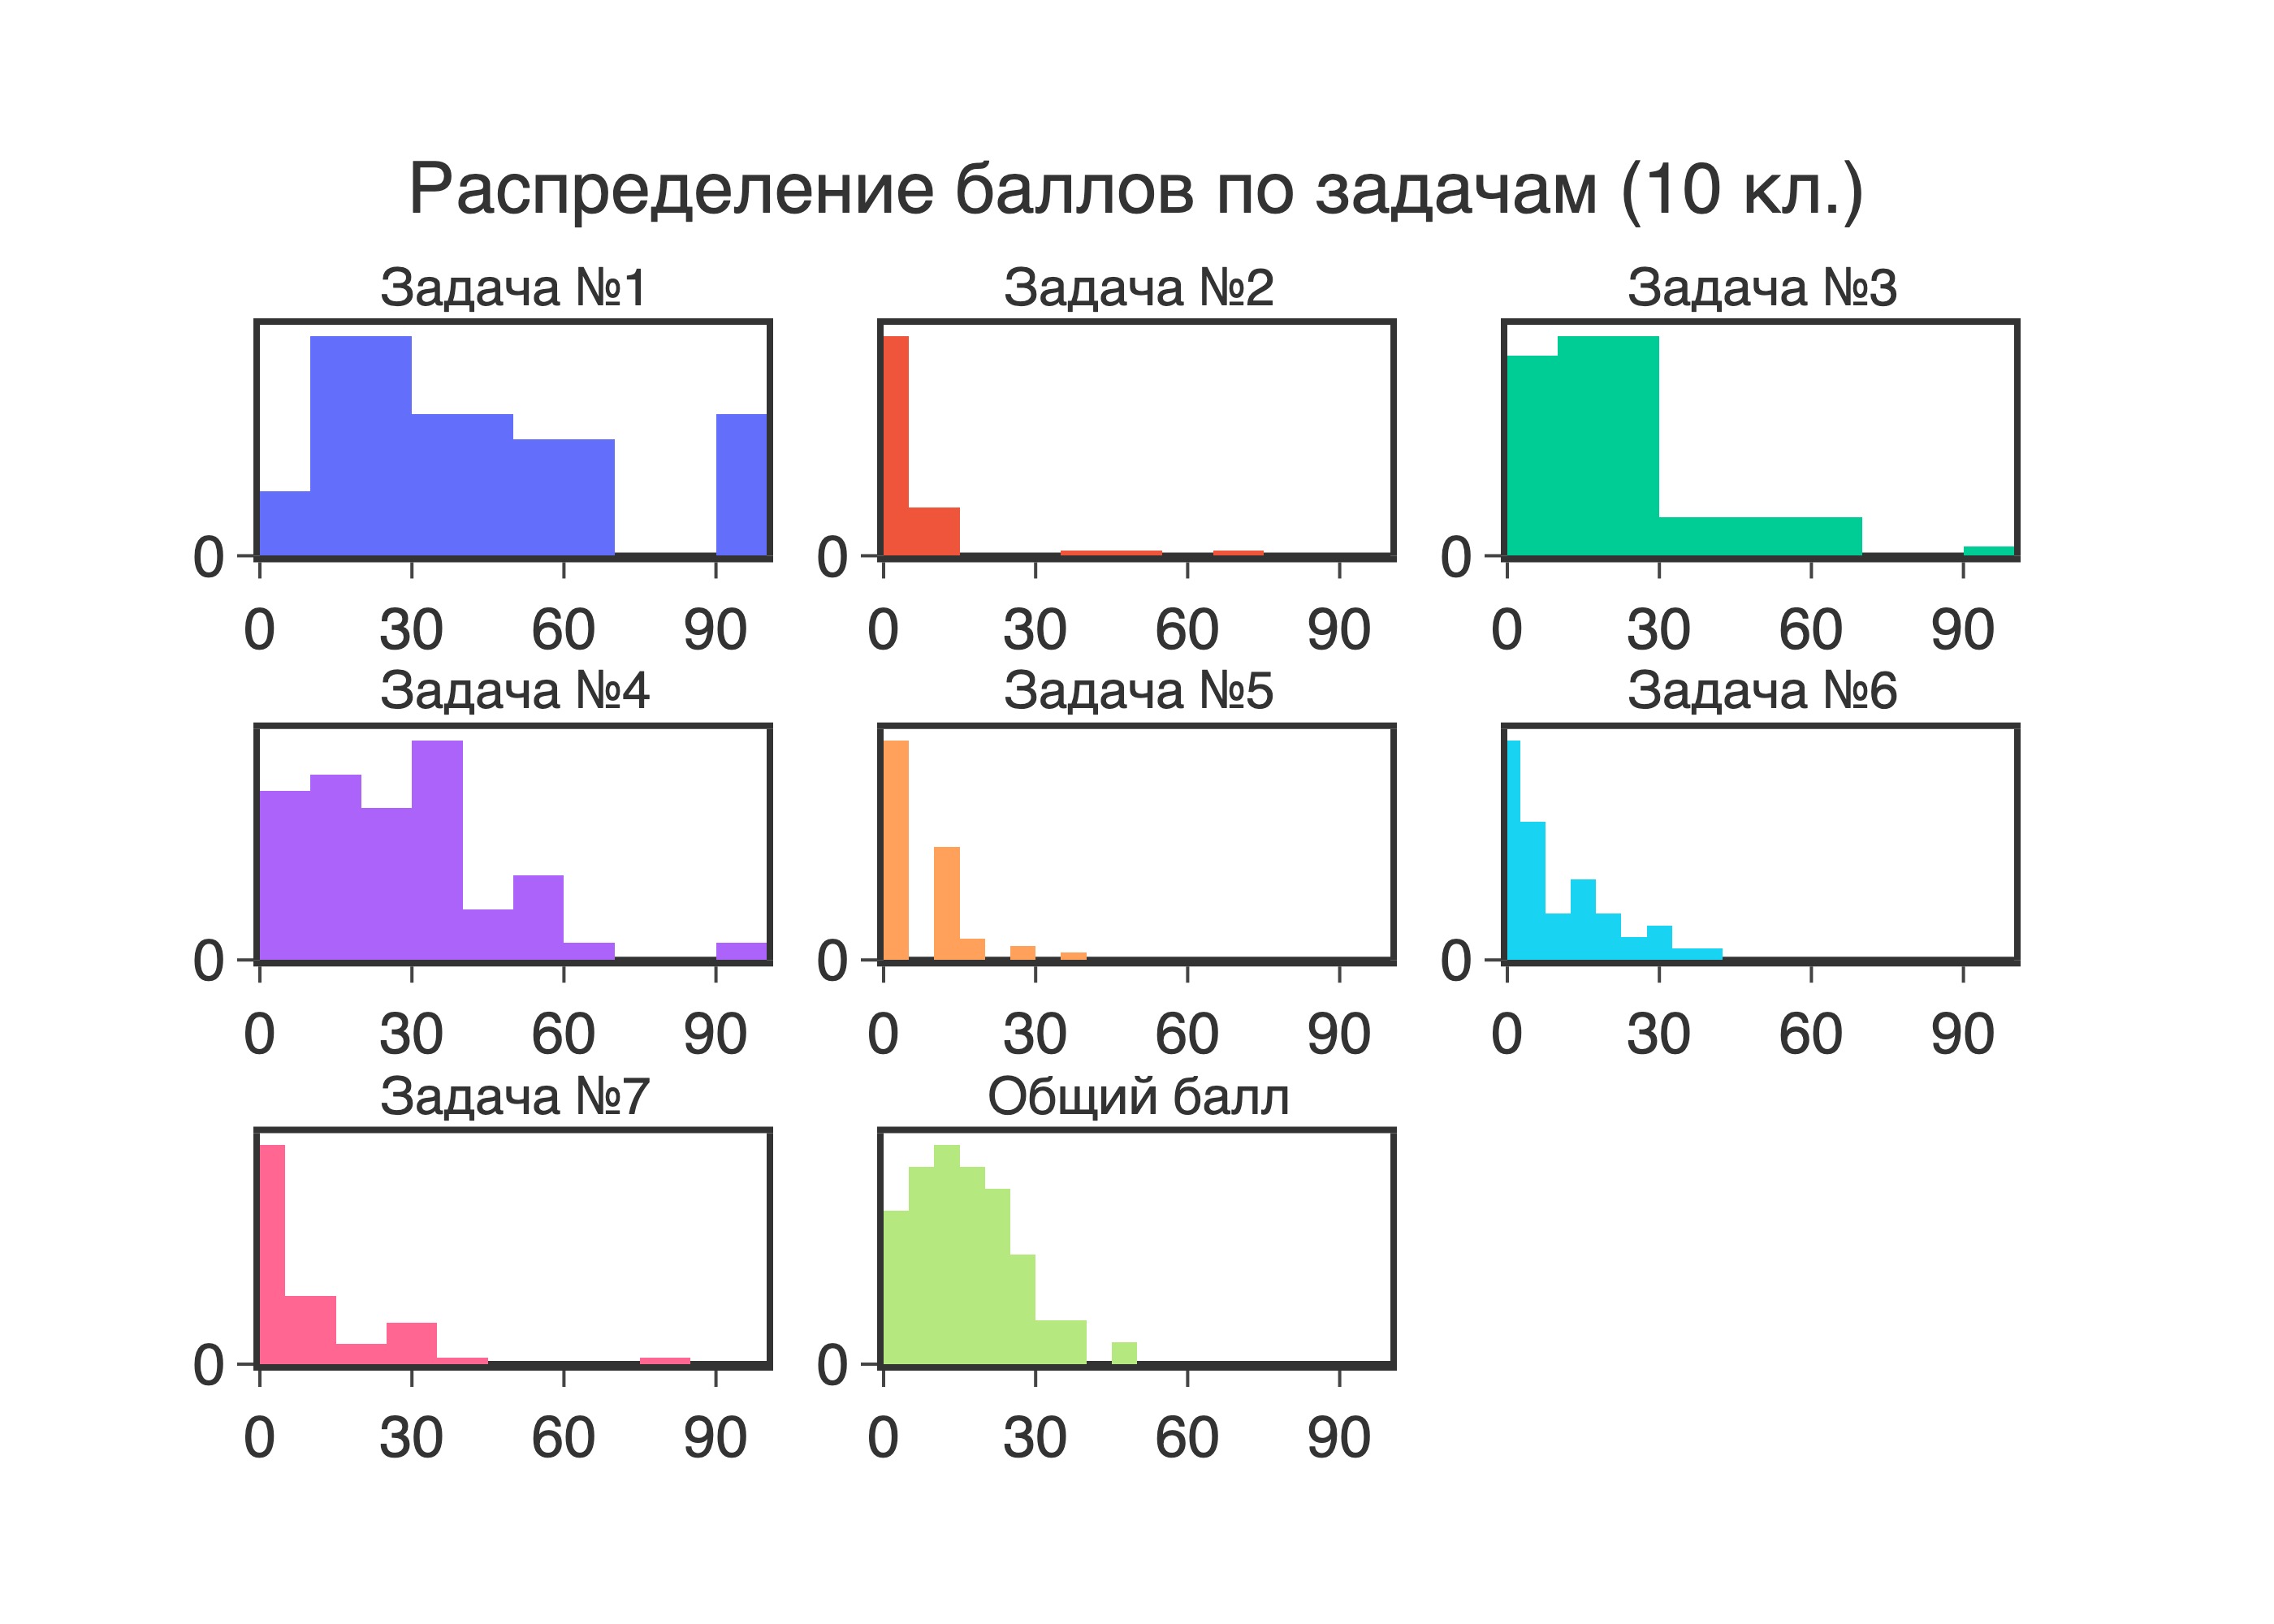 Распределение баллов по задачам (10 кл.)
Задача №1 Задача №2 Задача №3
0 0 0
0 30 60 90 0 30 60 90 0 30 60 90
Задача №4 Задача №5 Задача №6
0 0 0
0 30 60 90 0 30 60 90 0 30 60 90
Задача №7 Общий балл
0 0
0 30 60 90 0 30 60 90